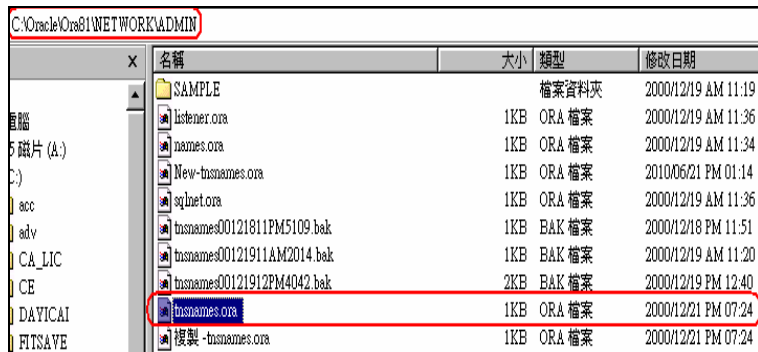 C:\Oracle\Ora81\NETWORK\ADMIN
x 名稱 大小 類型 修改日期
SAMPLE 檔案資料夾 2000/12/19 AM 11:19
電腦 listener.ora 1KB ORA 檔案 2000/12/19 AM 11:36
5 磁片 (A:) names.ora 1KB ORA 檔案 2000/12/19 AM 11:34
C:) New-tnsnames.ora 1KB ORA 檔案 2010/06/21 PM 01:14
acc sqlnet.ora 1KB ORA 檔案 2000/12/19 AM 11:36
adv tnsnames00121811PM5109.bak 1KB BAK 檔案 2000/12/18 PM 11:51
CA_LIC tnsnames00121911AM2014.bak 1KB BAK 檔案 2000/12/19 AM 11:20
CE tnsnames00121912PM4042.bak 2KB BAK 檔案 2000/12/19 PM 12:40
DAYICAI tnsnames.ora 1KB ORA 檔案 2000/12/21 PM 07:24
FITSAVE 複製 -tnsnames.ora 1KB ORA 檔案 2000/12/21 PM 07:24